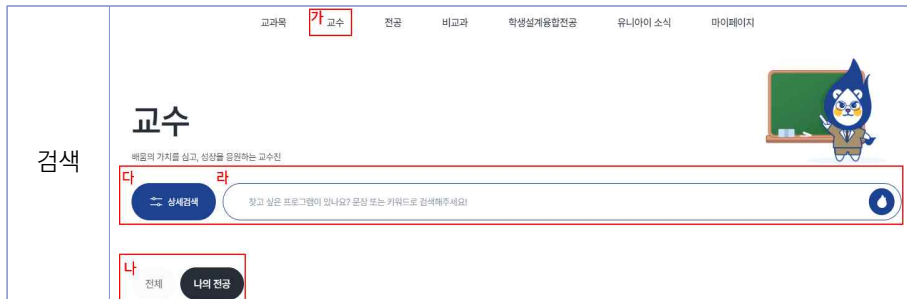 교과목 가 교수 전공 비교과 학생설계융합전공 유니아이 소식 마이페이지
교수
검색
배움의 가치를 심고, 성장을 응원하는 교수진
다 라
상세검색 찾고 싶은 프로그램이 있나요? 문장 또는 키워드로 검색해주세요!
나
전체 나의 전공